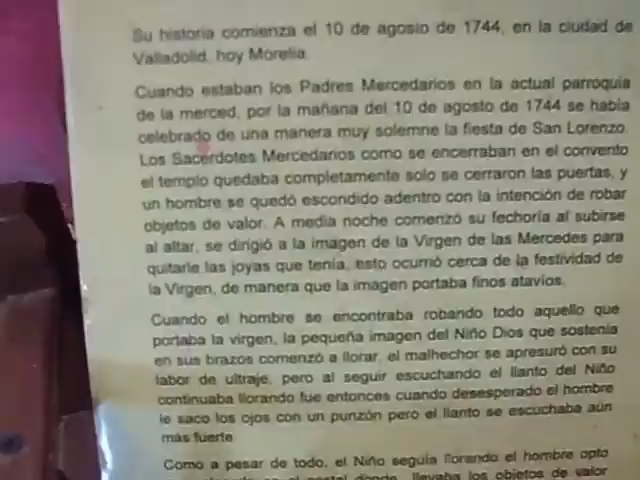 Su historia comienza el 10 de agosto de 1744, en la ciudad de
Valladolid, hoy Morelia.
Cuando estaban los Padres Mercedarios en la actual parroquia
de la merced, por la mañana del 10 de agosto de 1744 se había
celebrado de una manera muy solemne la fiesta de San Lorenzo.
Los Sacerdotes Mercedarios como se encerraban en el convento
el templo quedaba completamente solo se cerraron las puertas, y
un hombre se quedó escondido adentro con la intención de robar
objetos de valor. A media noche comenzó su fechoría al subirse
al altar, se dirigió a la imagen de la Virgen de las Mercedes para
quitarle las joyas que tenía, esto ocurrió cerca de la festividad de
la Virgen, de manera que la imagen portaba finos atavíos.
Cuando el hombre se encontraba robando todo aquello que
portaba la virgen, la pequeña imagen del Niño Dios que sostenía
en sus brazos comenzó a llorar, el malhechor se apresuró con su
labor de ultraje, pero al seguir escuchando el llanto del Niño
continuaba llorando fue entonces cuando desesperado el hombre
le saco los ojos con un punzón pero el llanto se escuchaba aún
más fuerte
Como a pesar de todo, el Niño seguía llorando el hombre opto
llevaba los objetos de valor